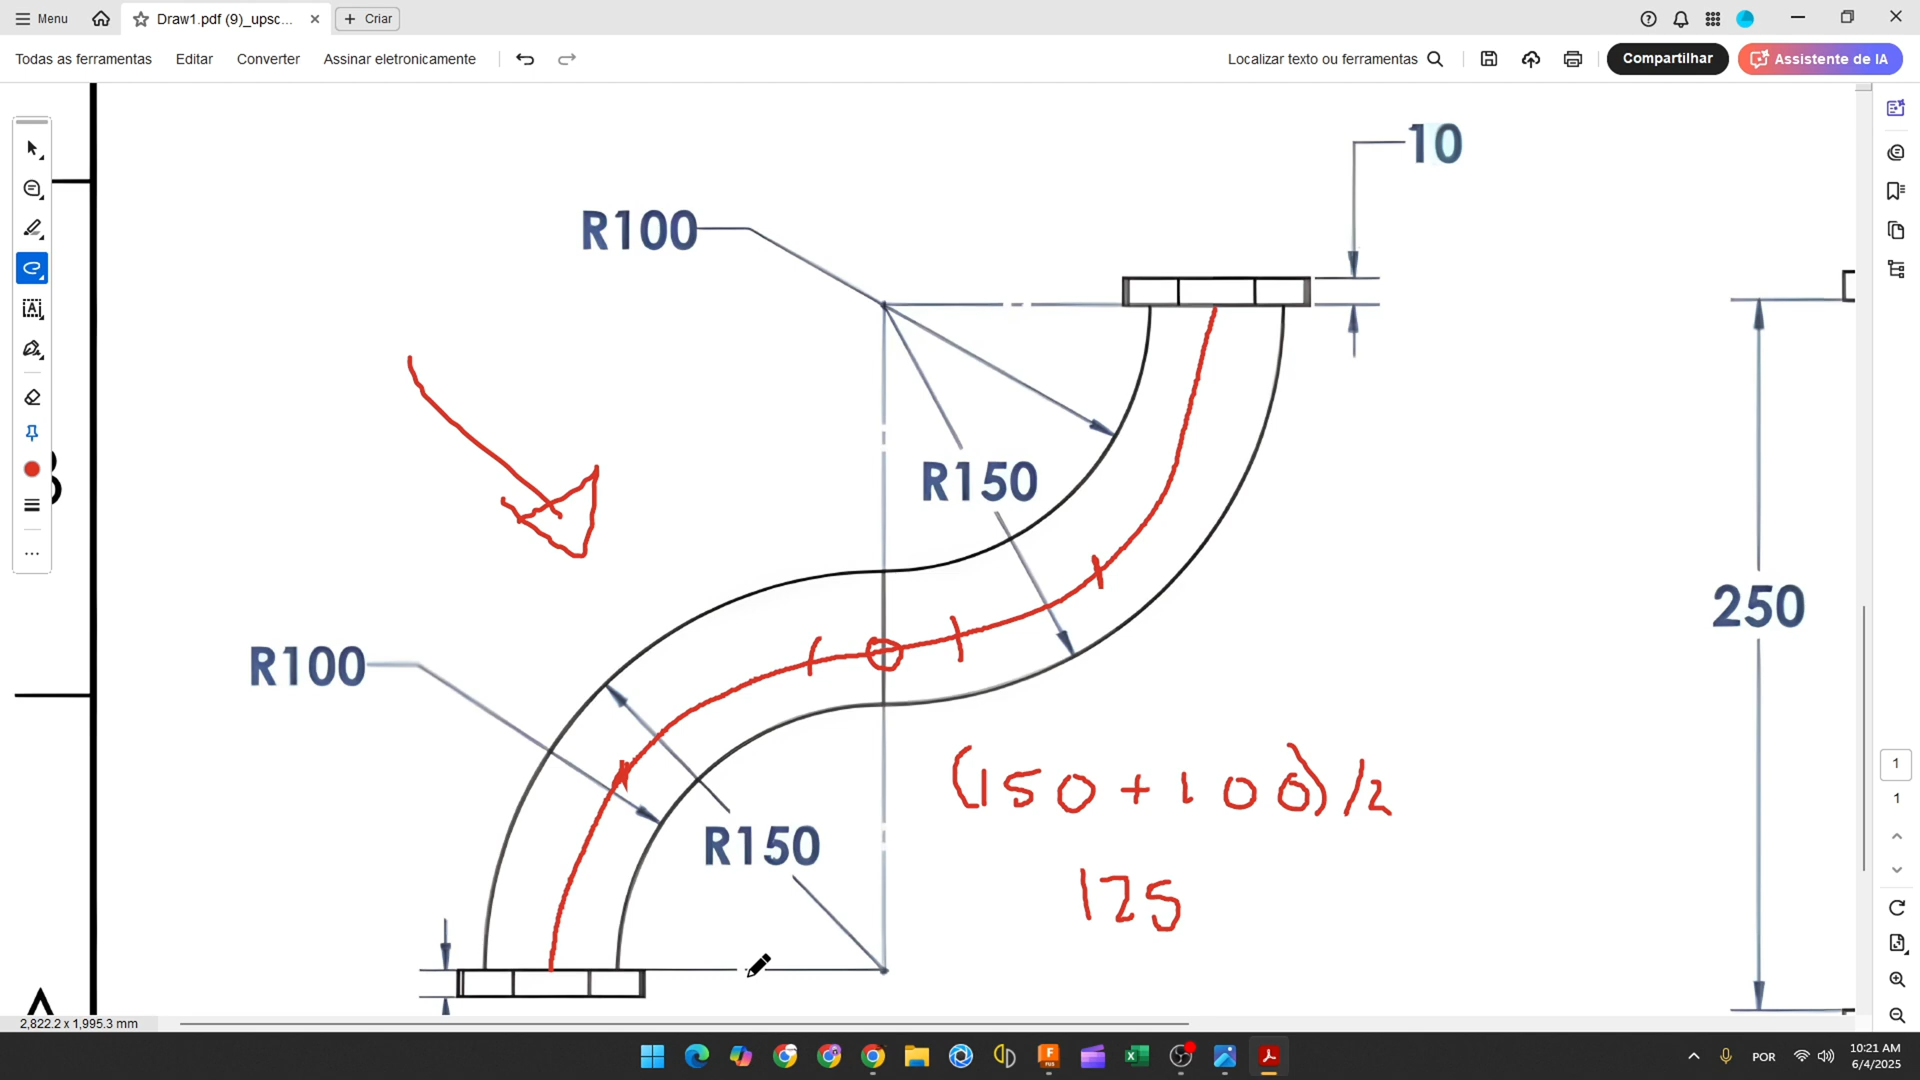 Menu
Draw1.pdf (9)_upsc...
Criar
Todas as ferramentas
Editar
Converter
Assinar eletronicamente
Localizar texto ou ferramentas
Compartilhar
Assistente de IA
10
R100
R150
250
R100
(150+100)/2
R150
125
1
1
A
2,822.2 x 1,995.3 mm
POR
10:21 AM
6/4/2025